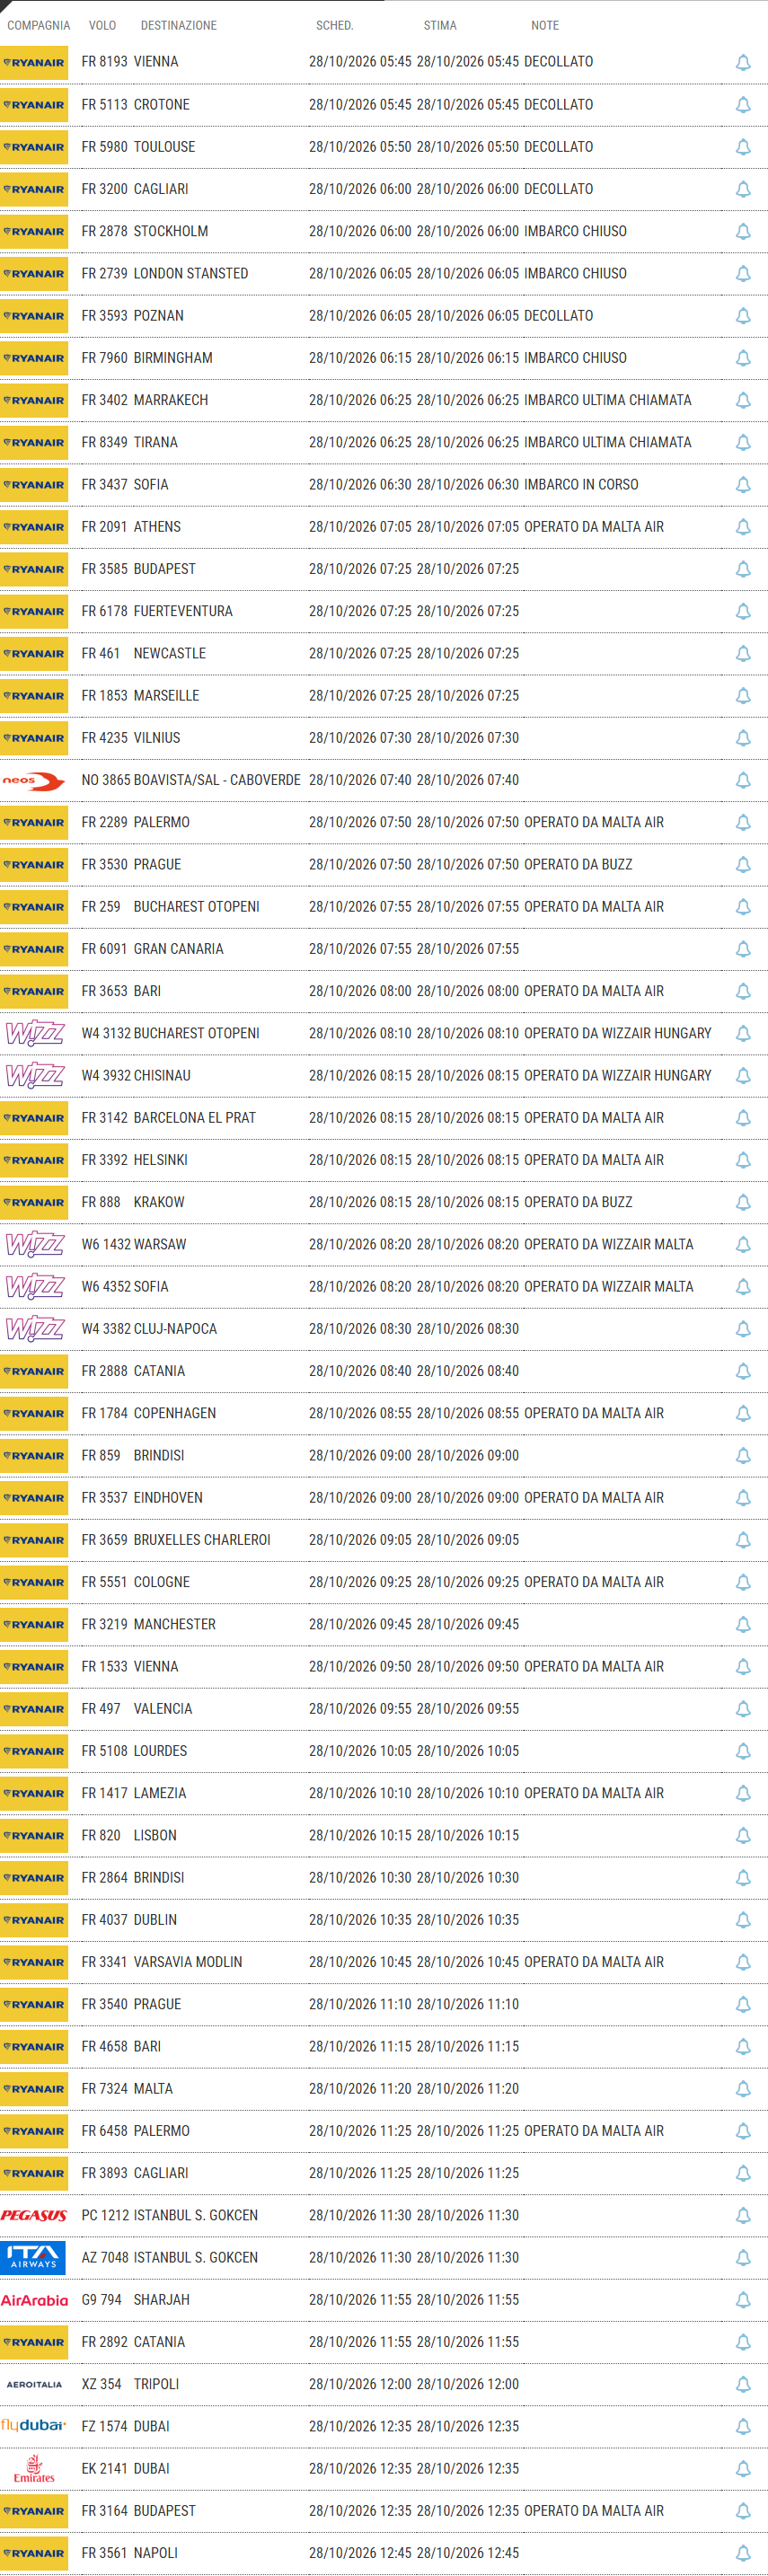 COMPAGNIA VOLO DESTINAZIONE SCHED. STIMA NOTE
RYANAIR FR 8193 VIENNA 28/10/2026 05:45 28/10/2026 05:45 DECOLLATO
RYANAIR FR 5113 CROTONE 28/10/2026 05:45 28/10/2026 05:45 DECOLLATO
RYANAIR FR 5980 TOULOUSE 28/10/2026 05:50 28/10/2026 05:50 DECOLLATO
RYANAIR FR 3200 CAGLIARI 28/10/2026 06:00 28/10/2026 06:00 DECOLLATO
RYANAIR FR 2878 STOCKHOLM 28/10/2026 06:00 28/10/2026 06:00 IMBARCO CHIUSO
RYANAIR FR 2739 LONDON STANSTED 28/10/2026 06:05 28/10/2026 06:05 IMBARCO CHIUSO
RYANAIR FR 3593 POZNAN 28/10/2026 06:05 28/10/2026 06:05 DECOLLATO
RYANAIR FR 7960 BIRMINGHAM 28/10/2026 06:15 28/10/2026 06:15 IMBARCO CHIUSO
RYANAIR FR 3402 MARRAKECH 28/10/2026 06:25 28/10/2026 06:25 IMBARCO ULTIMA CHIAMATA
RYANAIR FR 8349 TIRANA 28/10/2026 06:25 28/10/2026 06:25 IMBARCO ULTIMA CHIAMATA
RYANAIR FR 3437 SOFIA 28/10/2026 06:30 28/10/2026 06:30 IMBARCO IN CORSO
RYANAIR FR 2091 ATHENS 28/10/2026 07:05 28/10/2026 07:05 OPERATO DA MALTA AIR
RYANAIR FR 3585 BUDAPEST 28/10/2026 07:25 28/10/2026 07:25
RYANAIR FR 6178 FUERTEVENTURA 28/10/2026 07:25 28/10/2026 07:25
RYANAIR FR 461 NEWCASTLE 28/10/2026 07:25 28/10/2026 07:25
RYANAIR FR 1853 MARSEILLE 28/10/2026 07:25 28/10/2026 07:25
RYANAIR FR 4235 VILNIUS 28/10/2026 07:30 28/10/2026 07:30
neos NO 3865 BOAVISTA/SAL - CABOVERDE 28/10/2026 07:40 28/10/2026 07:40
RYANAIR FR 2289 PALERMO 28/10/2026 07:50 28/10/2026 07:50 OPERATO DA MALTA AIR
RYANAIR FR 3530 PRAGUE 28/10/2026 07:50 28/10/2026 07:50 OPERATO DA BUZZ
RYANAIR FR 259 BUCHAREST OTOPENI 28/10/2026 07:55 28/10/2026 07:55 OPERATO DA MALTA AIR
RYANAIR FR 6091 GRAN CANARIA 28/10/2026 07:55 28/10/2026 07:55
RYANAIR FR 3653 BARI 28/10/2026 08:00 28/10/2026 08:00 OPERATO DA MALTA AIR
WIZZ W4 3132 BUCHAREST OTOPENI 28/10/2026 08:10 28/10/2026 08:10 OPERATO DA WIZZAIR HUNGARY
WIZZ W4 3932 CHISINAU 28/10/2026 08:15 28/10/2026 08:15 OPERATO DA WIZZAIR HUNGARY
RYANAIR FR 3142 BARCELONA EL PRAT 28/10/2026 08:15 28/10/2026 08:15 OPERATO DA MALTA AIR
RYANAIR FR 3392 HELSINKI 28/10/2026 08:15 28/10/2026 08:15 OPERATO DA MALTA AIR
RYANAIR FR 888 KRAKOW 28/10/2026 08:15 28/10/2026 08:15 OPERATO DA BUZZ
WIZZ W6 1432 WARSAW 28/10/2026 08:20 28/10/2026 08:20 OPERATO DA WIZZAIR MALTA
WIZZ W6 4352 SOFIA 28/10/2026 08:20 28/10/2026 08:20 OPERATO DA WIZZAIR MALTA
WIZZ W4 3382 CLUJ-NAPOCA 28/10/2026 08:30 28/10/2026 08:30
RYANAIR FR 2888 CATANIA 28/10/2026 08:40 28/10/2026 08:40
RYANAIR FR 1784 COPENHAGEN 28/10/2026 08:55 28/10/2026 08:55 OPERATO DA MALTA AIR
RYANAIR FR 859 BRINDISI 28/10/2026 09:00 28/10/2026 09:00
RYANAIR FR 3537 EINDHOVEN 28/10/2026 09:00 28/10/2026 09:00 OPERATO DA MALTA AIR
RYANAIR FR 3659 BRUXELLES CHARLEROI 28/10/2026 09:05 28/10/2026 09:05
RYANAIR FR 5551 COLOGNE 28/10/2026 09:25 28/10/2026 09:25 OPERATO DA MALTA AIR
RYANAIR FR 3219 MANCHESTER 28/10/2026 09:45 28/10/2026 09:45
RYANAIR FR 1533 VIENNA 28/10/2026 09:50 28/10/2026 09:50 OPERATO DA MALTA AIR
RYANAIR FR 497 VALENCIA 28/10/2026 09:55 28/10/2026 09:55
RYANAIR FR 5108 LOURDES 28/10/2026 10:05 28/10/2026 10:05
RYANAIR FR 1417 LAMEZIA 28/10/2026 10:10 28/10/2026 10:10 OPERATO DA MALTA AIR
RYANAIR FR 820 LISBON 28/10/2026 10:15 28/10/2026 10:15
RYANAIR FR 2864 BRINDISI 28/10/2026 10:30 28/10/2026 10:30
RYANAIR FR 4037 DUBLIN 28/10/2026 10:35 28/10/2026 10:35
RYANAIR FR 3341 VARSAVIA MODLIN 28/10/2026 10:45 28/10/2026 10:45 OPERATO DA MALTA AIR
RYANAIR FR 3540 PRAGUE 28/10/2026 11:10 28/10/2026 11:10
RYANAIR FR 4658 BARI 28/10/2026 11:15 28/10/2026 11:15
RYANAIR FR 7324 MALTA 28/10/2026 11:20 28/10/2026 11:20
RYANAIR FR 6458 PALERMO 28/10/2026 11:25 28/10/2026 11:25 OPERATO DA MALTA AIR
RYANAIR FR 3893 CAGLIARI 28/10/2026 11:25 28/10/2026 11:25
PEGASUS PC 1212 ISTANBUL S. GOKCEN 28/10/2026 11:30 28/10/2026 11:30
ITA AIRWAYS AZ 7048 ISTANBUL S. GOKCEN 28/10/2026 11:30 28/10/2026 11:30
AirArabia G9 794 SHARJAH 28/10/2026 11:55 28/10/2026 11:55
RYANAIR FR 2892 CATANIA 28/10/2026 11:55 28/10/2026 11:55
AEROITALIA XZ 354 TRIPOLI 28/10/2026 12:00 28/10/2026 12:00
flydubai FZ 1574 DUBAI 28/10/2026 12:35 28/10/2026 12:35
Emirates EK 2141 DUBAI 28/10/2026 12:35 28/10/2026 12:35
RYANAIR FR 3164 BUDAPEST 28/10/2026 12:35 28/10/2026 12:35 OPERATO DA MALTA AIR
RYANAIR FR 3561 NAPOLI 28/10/2026 12:45 28/10/2026 12:45